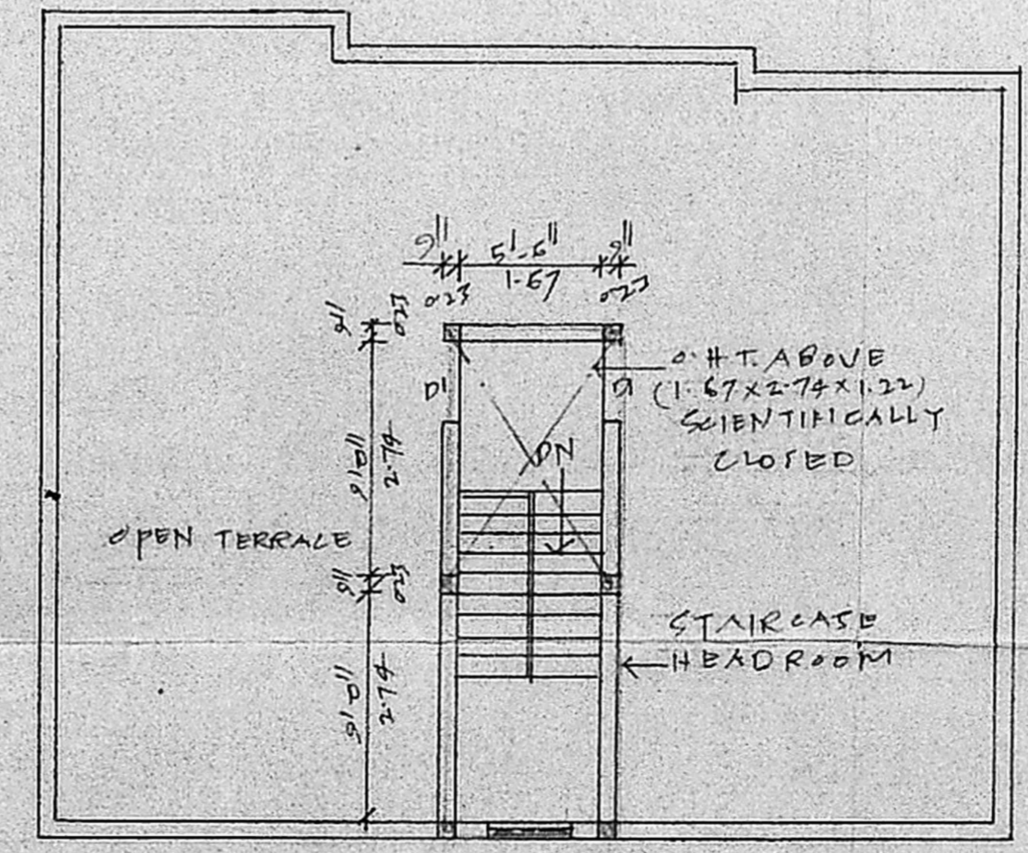 9" 5'-6" 9"
0.23 1.67 0.23
9" 0.23
D1 D1
O.H.T. ABOVE
(1.67x2.74x1.22)
SCIENTIFICALLY
CLOSED
9'-0" 2.74
DN
OPEN TERRACE
9" 0.23
STAIRCASE
HEADROOM
9'-0" 2.74